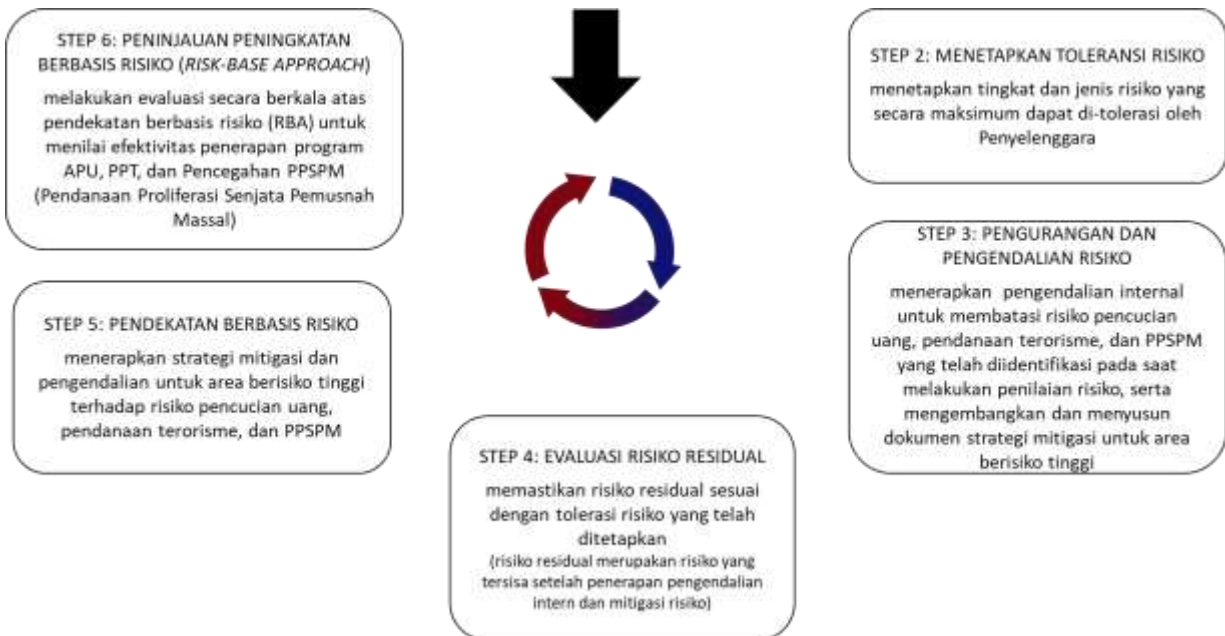 STEP 6: PENINJAUAN PENINGKATAN
BERBASIS RISIKO (RISK-BASE APPROACH)
melakukan evaluasi secara berkala atas
pendekatan berbasis risiko (RBA) untuk
menilai efektivitas penerapan program
APU, PPT, dan Pencegahan PPSPM
(Pendanaan Proliferasi Senjata Pemusnah
Massal)
STEP 2: MENETAPKAN TOLERANSI RISIKO
menetapkan tingkat dan jenis risiko yang
secara maksimum dapat di-tolerasi oleh
Penyelenggara
STEP 3: PENGURANGAN DAN
PENGENDALIAN RISIKO
menerapkan pengendalian internal
untuk membatasi risiko pencucian
uang, pendanaan terorisme, dan PPSPM
yang telah diidentifikasi pada saat
melakukan penilaian risiko, serta
mengembangkan dan menyusun
dokumen strategi mitigasi untuk area
berisiko tinggi
STEP 5: PENDEKATAN BERBASIS RISIKO
menerapkan strategi mitigasi dan
pengendalian untuk area berisiko tinggi
terhadap risiko pencucian uang,
pendanaan terorisme, dan PPSPM
STEP 4: EVALUASI RISIKO RESIDUAL
memastikan risiko residual sesuai
dengan tolerasi risiko yang telah
ditetapkan
(risiko residual merupakan risiko yang
tersisa setelah penerapan pengendalian
intern dan mitigasi risiko)